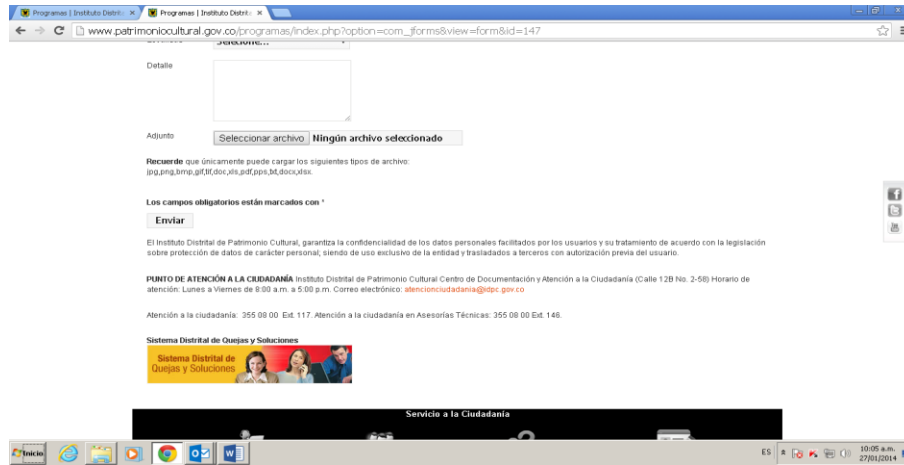 Programas | Instituto Distrit
Programas | Instituto Distrita
www.patrimoniocultural.gov.co/programas/index.php?option=com_jforms&view=form&id=147
Seleccione...
Detalle
Adjunto
Seleccionar archivo Ningún archivo seleccionado
Recuerde que únicamente puede cargar los siguientes tipos de archivo:
jpg,png,bmp,gif,tif,doc,xls,pdf,pps,txt,docx,xlsx.
Los campos obligatorios están marcados con *
Enviar
El Instituto Distrital de Patrimonio Cultural, garantiza la confidencialidad de los datos personales facilitados por los usuarios y su tratamiento de acuerdo con la legislación
sobre protección de datos de carácter personal; siendo de uso exclusivo de la entidad y trasladados a terceros con autorización previa del usuario.
PUNTO DE ATENCIÓN A LA CIUDADANÍA Instituto Distrital de Patrimonio Cultural Centro de Documentación y Atención a la Ciudadanía (Calle 12B No. 2-58) Horario de
atención: Lunes a Viernes de 8:00 a.m. a 5:00 p.m. Correo electrónico: atencionciudadania@idpc.gov.co
Atención a la ciudadanía: 355 08 00 Ext. 117. Atención a la ciudadanía en Asesorías Técnicas: 355 08 00 Ext. 146.
Sistema Distrital de Quejas y Soluciones
Sistema Distrital de
Quejas y Soluciones
Servicio a la Ciudadanía
Inicio
ES
10:05 a.m.
27/01/2014